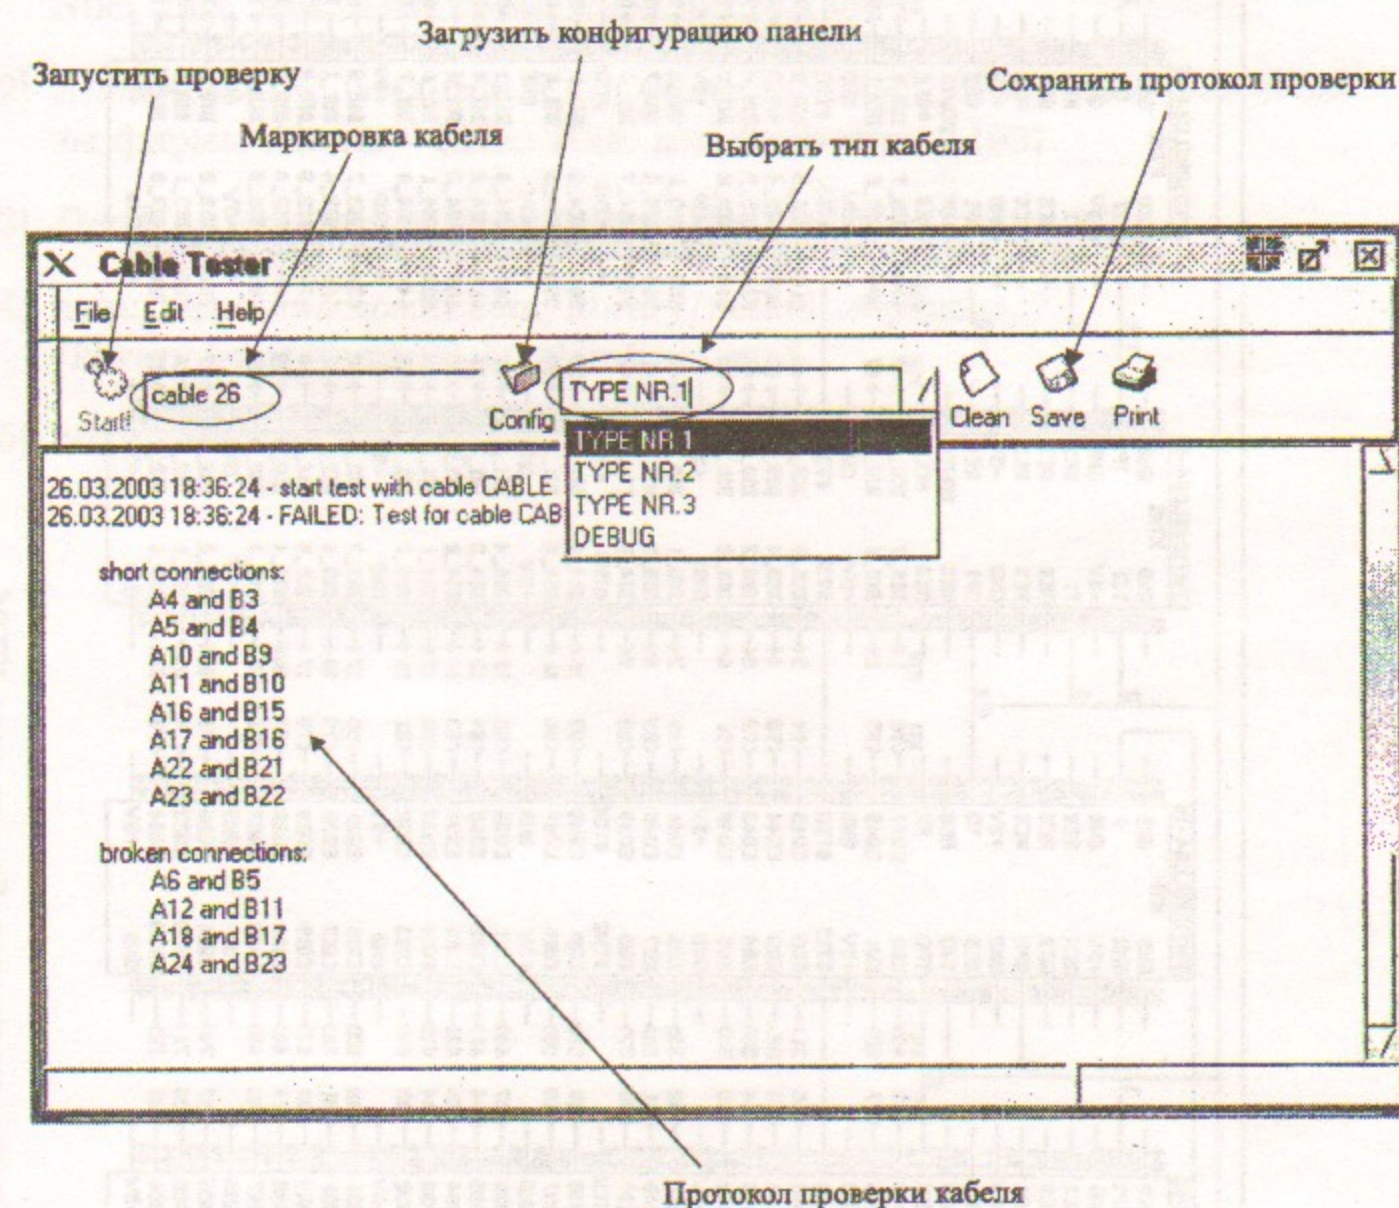 Загрузить конфигурацию панели
Запустить проверку
Сохранить протокол проверки
Маркировка кабеля
Выбрать тип кабеля
Cable Tester
File Edit Help
Start!
cable 26
Config
TYPE NR.1
Clean Save Print
TYPE NR.1
TYPE NR.2
TYPE NR.3
DEBUG
26.03.2003 18:36:24 - start test with cable CABLE
26.03.2003 18:36:24 - FAILED: Test for cable CAB
short connections:
A4 and B3
A5 and B4
A10 and B9
A11 and B10
A16 and B15
A17 and B16
A22 and B21
A23 and B22
broken connections:
A6 and B5
A12 and B11
A18 and B17
A24 and B23
Протокол проверки кабеля